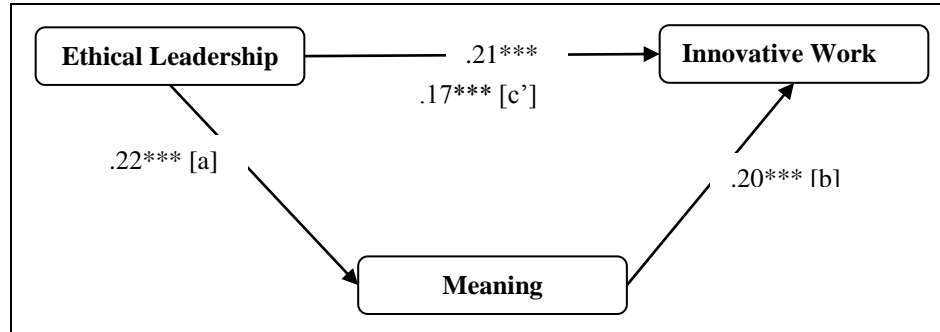 Ethical Leadership
.21***
Innovative Work
.17*** [c’]
.22*** [a]
.20*** [b]
Meaning